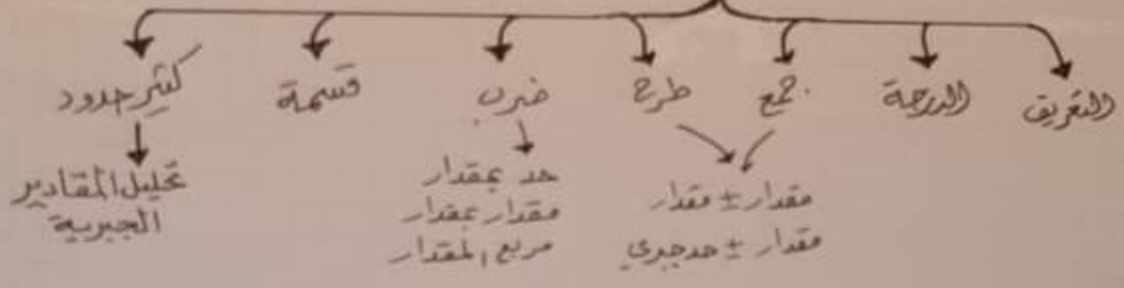 التعريف
الدرجة
جمع
طرح
ضرب
قسمة
كثير حدود
مقدار ± مقدار
مقدار ± حد جبري
حد بمقدار
مقدار بمقدار
مربع المقدار
تحليل المقادير
الجبرية